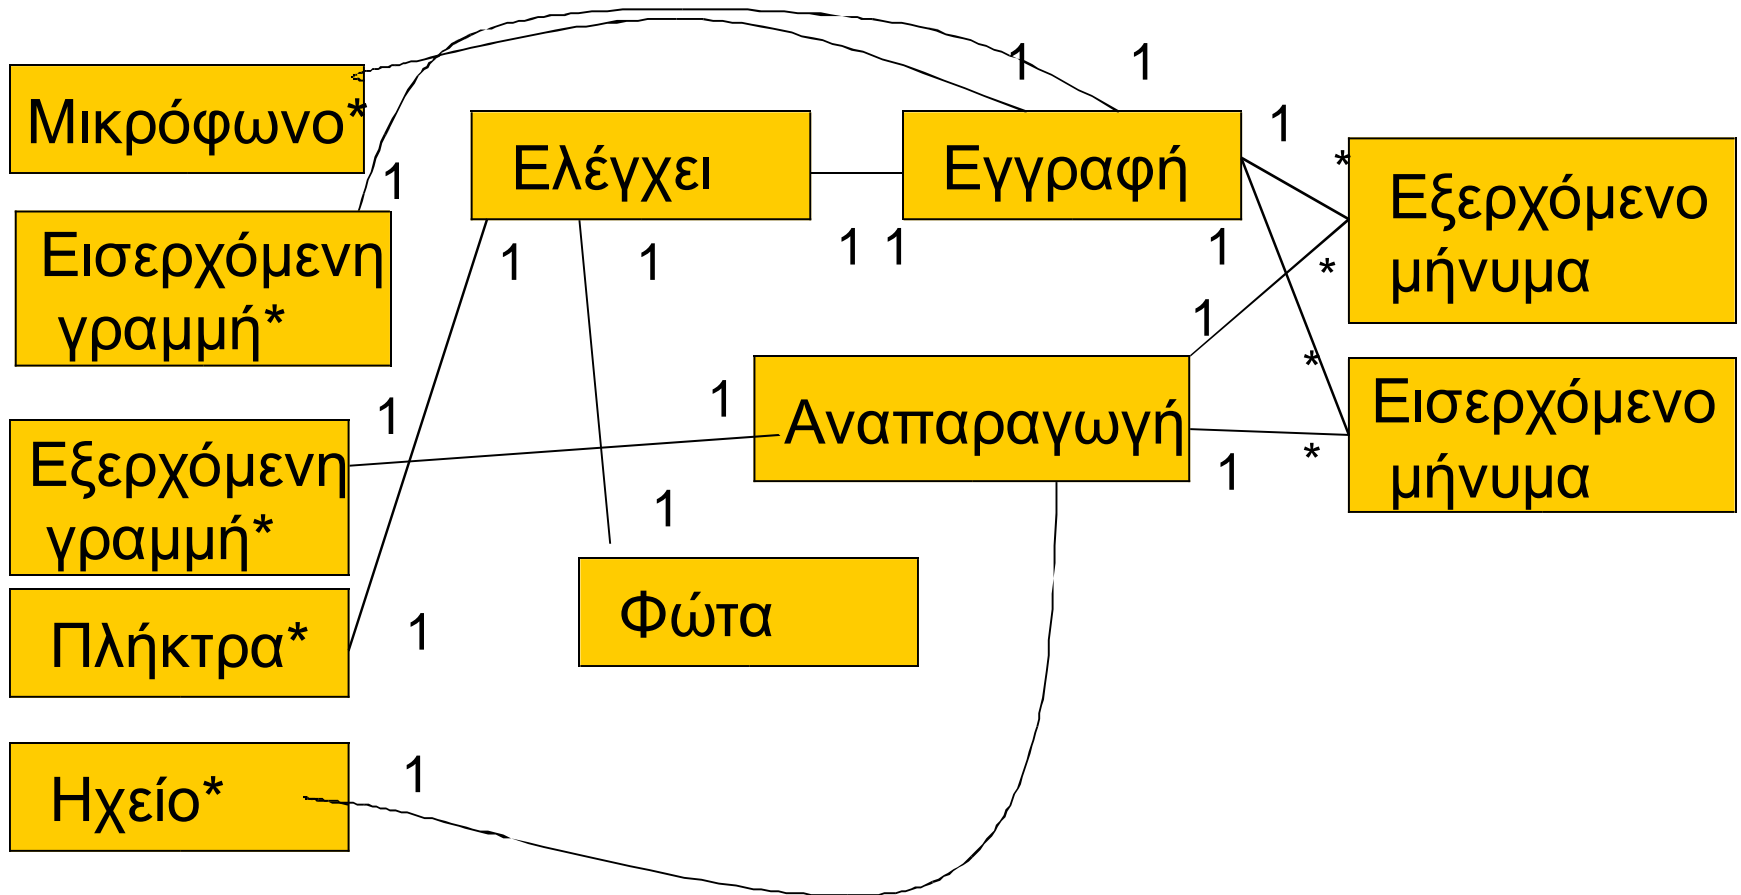 1 1
Μικρόφωνο*
1
Ελέγχει
Εγγραφή
1
*
Εξερχόμενο
μήνυμα
Εισερχόμενη
γραμμή*
1
1
1 1
1
*
1
*
Εισερχόμενο
μήνυμα
1
1
Αναπαραγωγή
1
*
Εξερχόμενη
γραμμή*
1
Φώτα
Πλήκτρα*
1
Ηχείο*
1